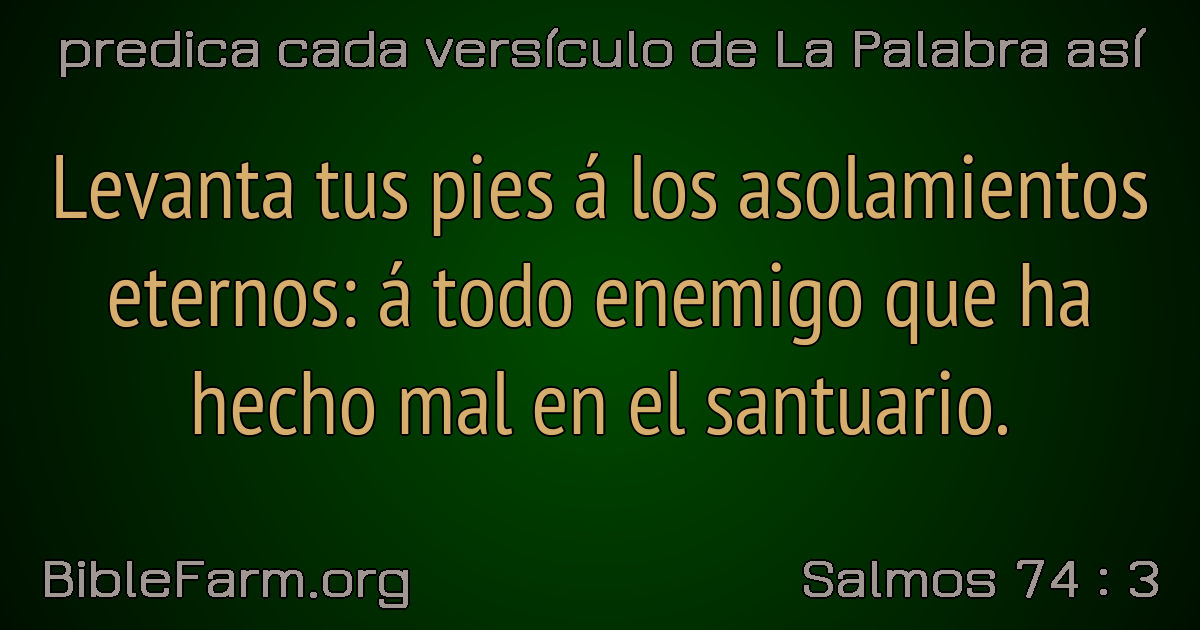 predica cada versículo de La Palabra así
Levanta tus pies á los asolamientos
eternos: á todo enemigo que ha
hecho mal en el santuario.
BibleFarm.org
Salmos 74 : 3